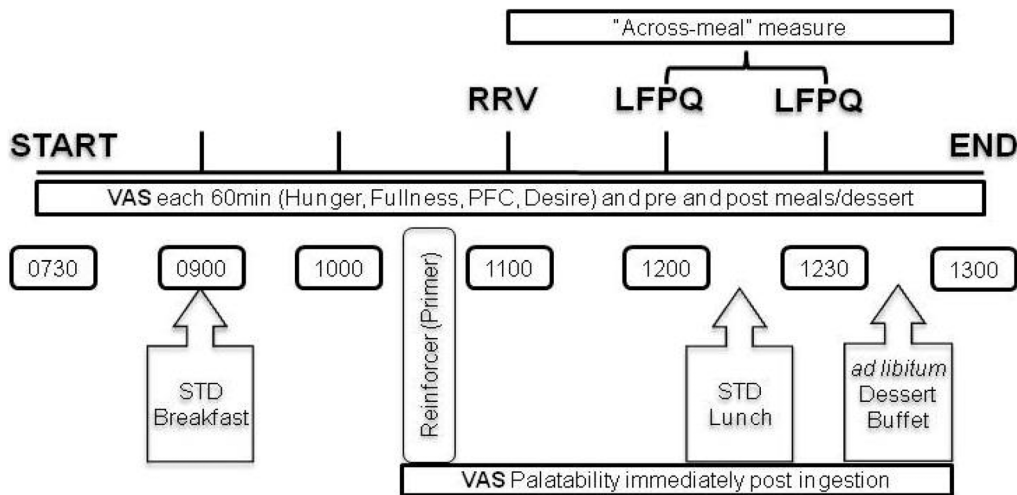 "Across-meal" measure
RRV LFPQ LFPQ
START END
VAS each 60min (Hunger, Fullness, PFC, Desire) and pre and post meals/dessert
0730 0900 1000 1100 1200 1230 1300
Reinforcer (Primer)
STD
Breakfast
STD
Lunch
ad libitum
Dessert
Buffet
VAS Palatability immediately post ingestion